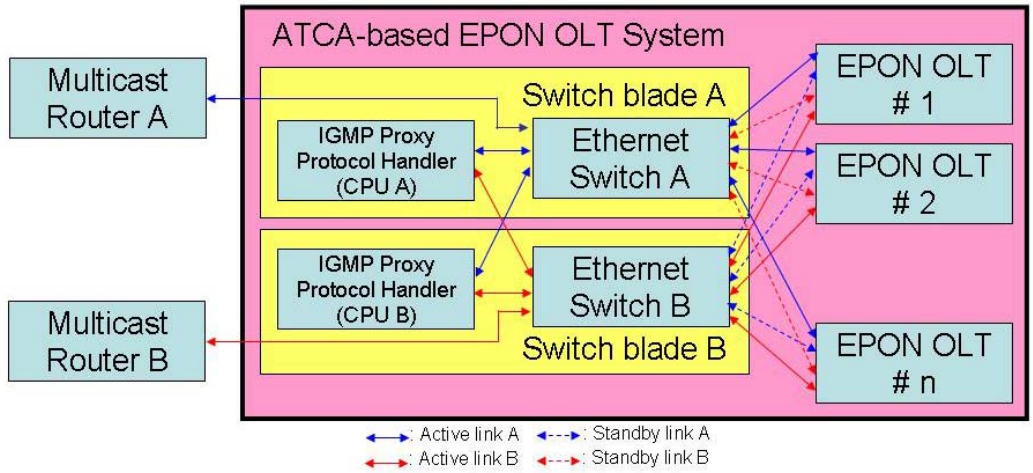 ATCA-based EPON OLT System
Multicast
Router A
Switch blade A
IGMP Proxy
Protocol Handler
(CPU A)
Ethernet
Switch A
EPON OLT
# 1
EPON OLT
# 2
IGMP Proxy
Protocol Handler
(CPU B)
Ethernet
Switch B
Switch blade B
Multicast
Router B
EPON OLT
# n
: Active link A
: Standby link A
: Active link B
: Standby link B